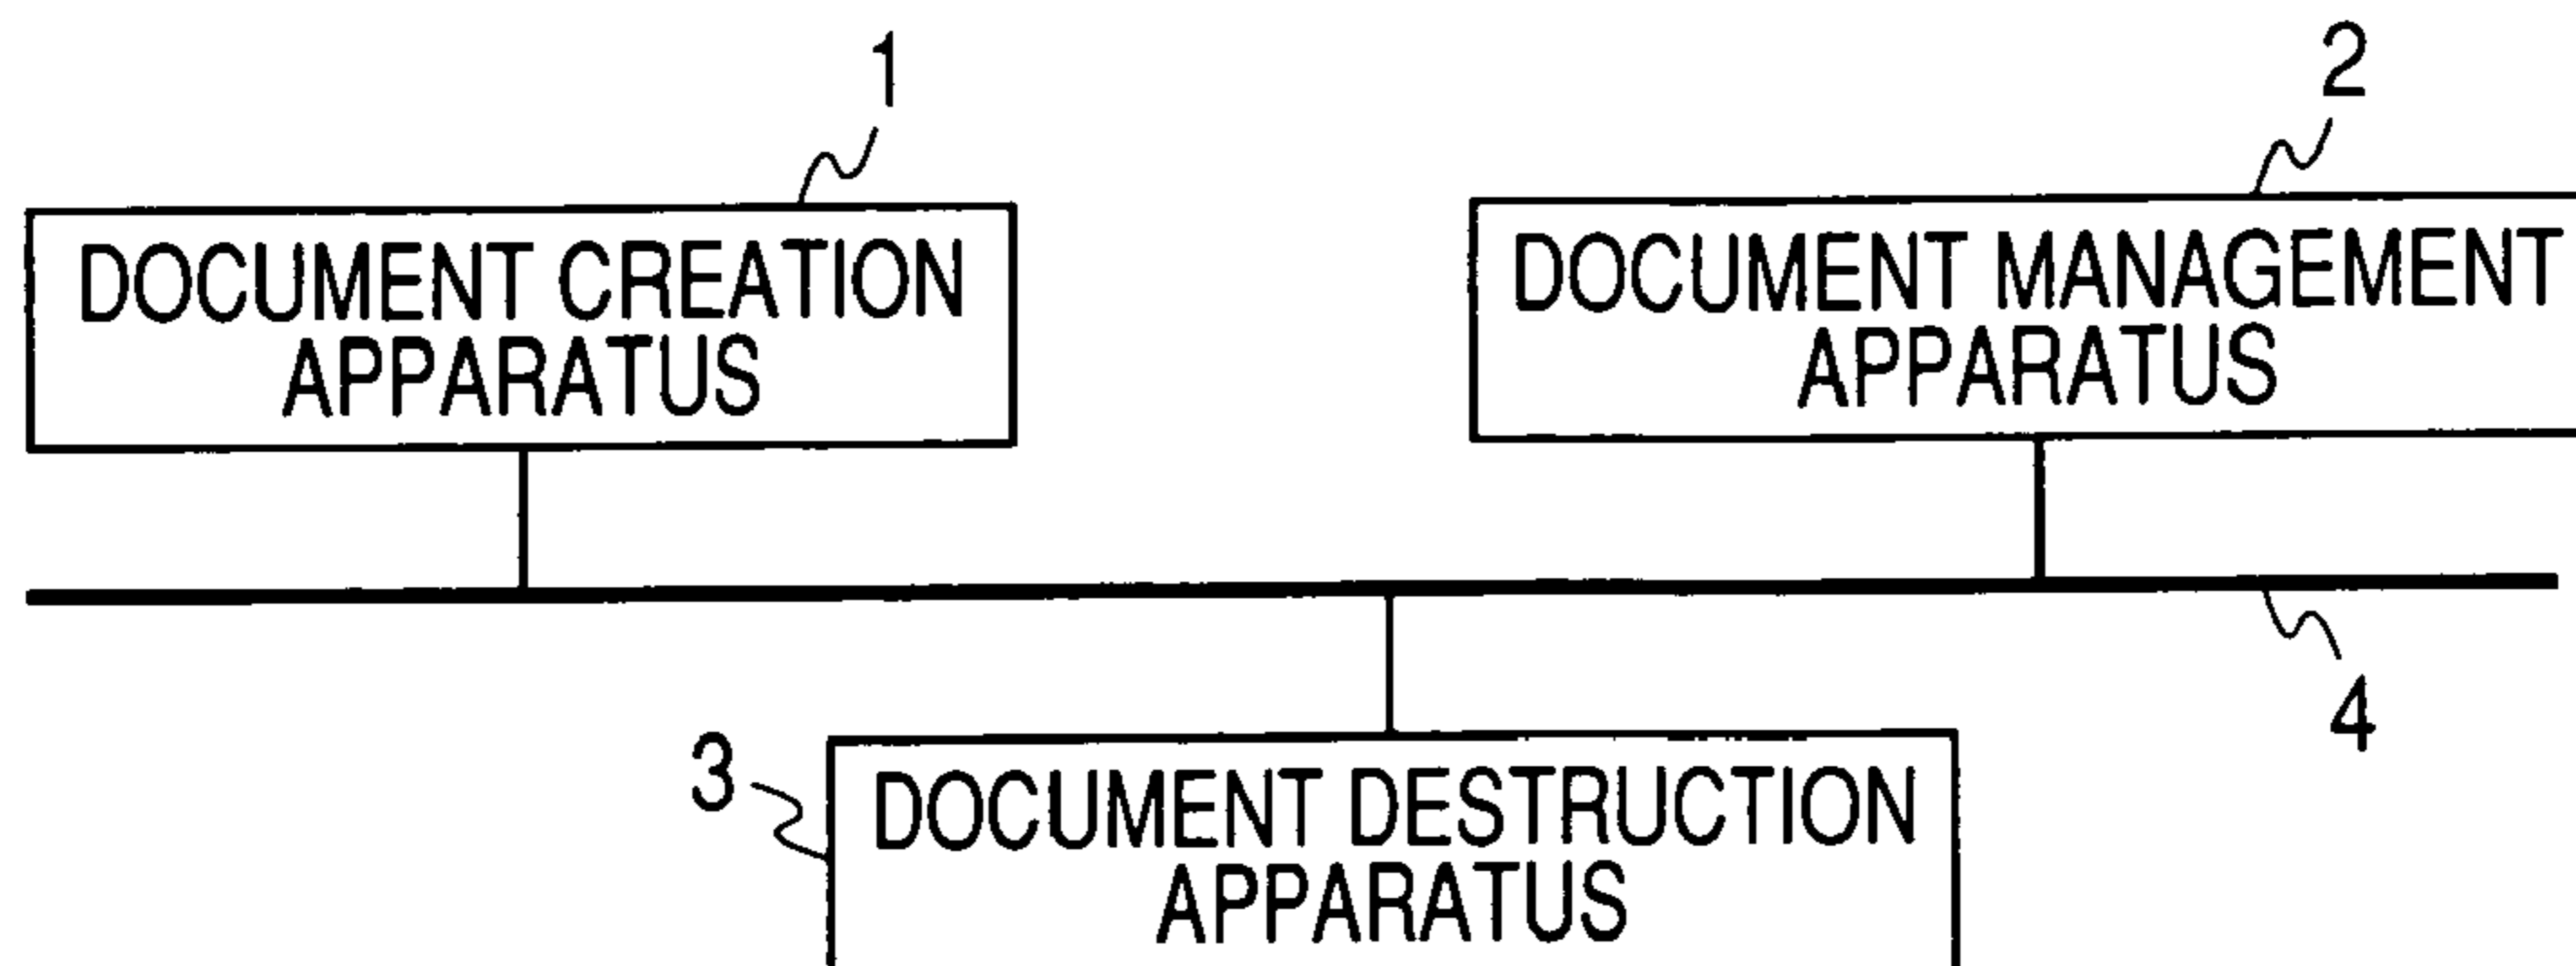 1
2
DOCUMENT CREATION
APPARATUS
DOCUMENT MANAGEMENT
APPARATUS
4
3
DOCUMENT DESTRUCTION
APPARATUS